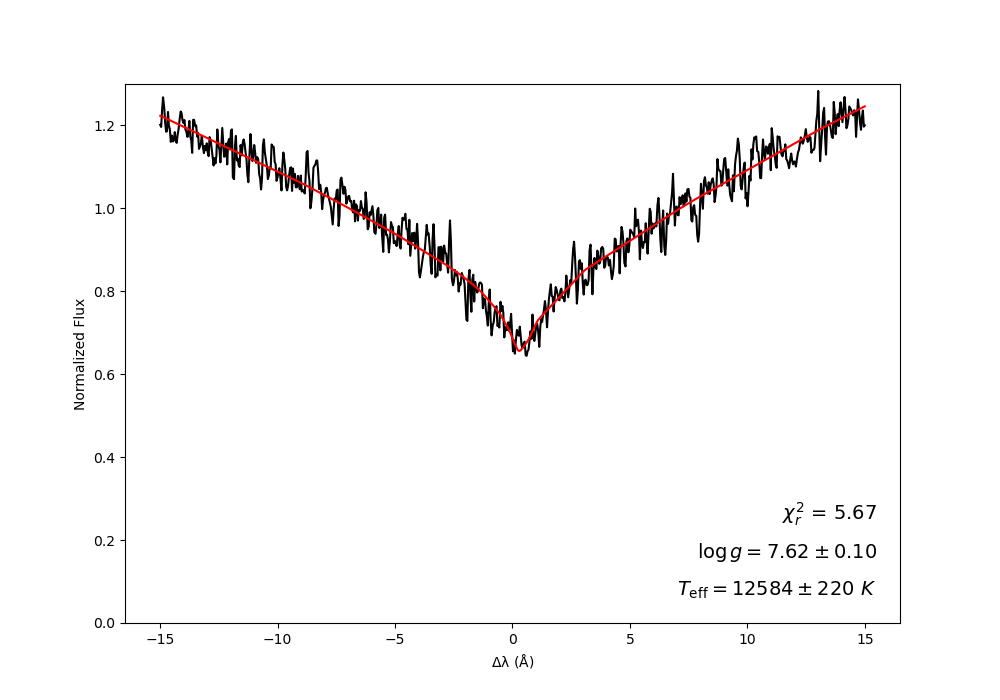 1.2
1.0
0.8
0.6
0.4
0.2
0.0
Normalized Flux
χ²ᵣ = 5.67
log g = 7.62 ± 0.10
T_eff = 12584 ± 220 K
−15 −10 −5 0 5 10 15
Δλ (Å)